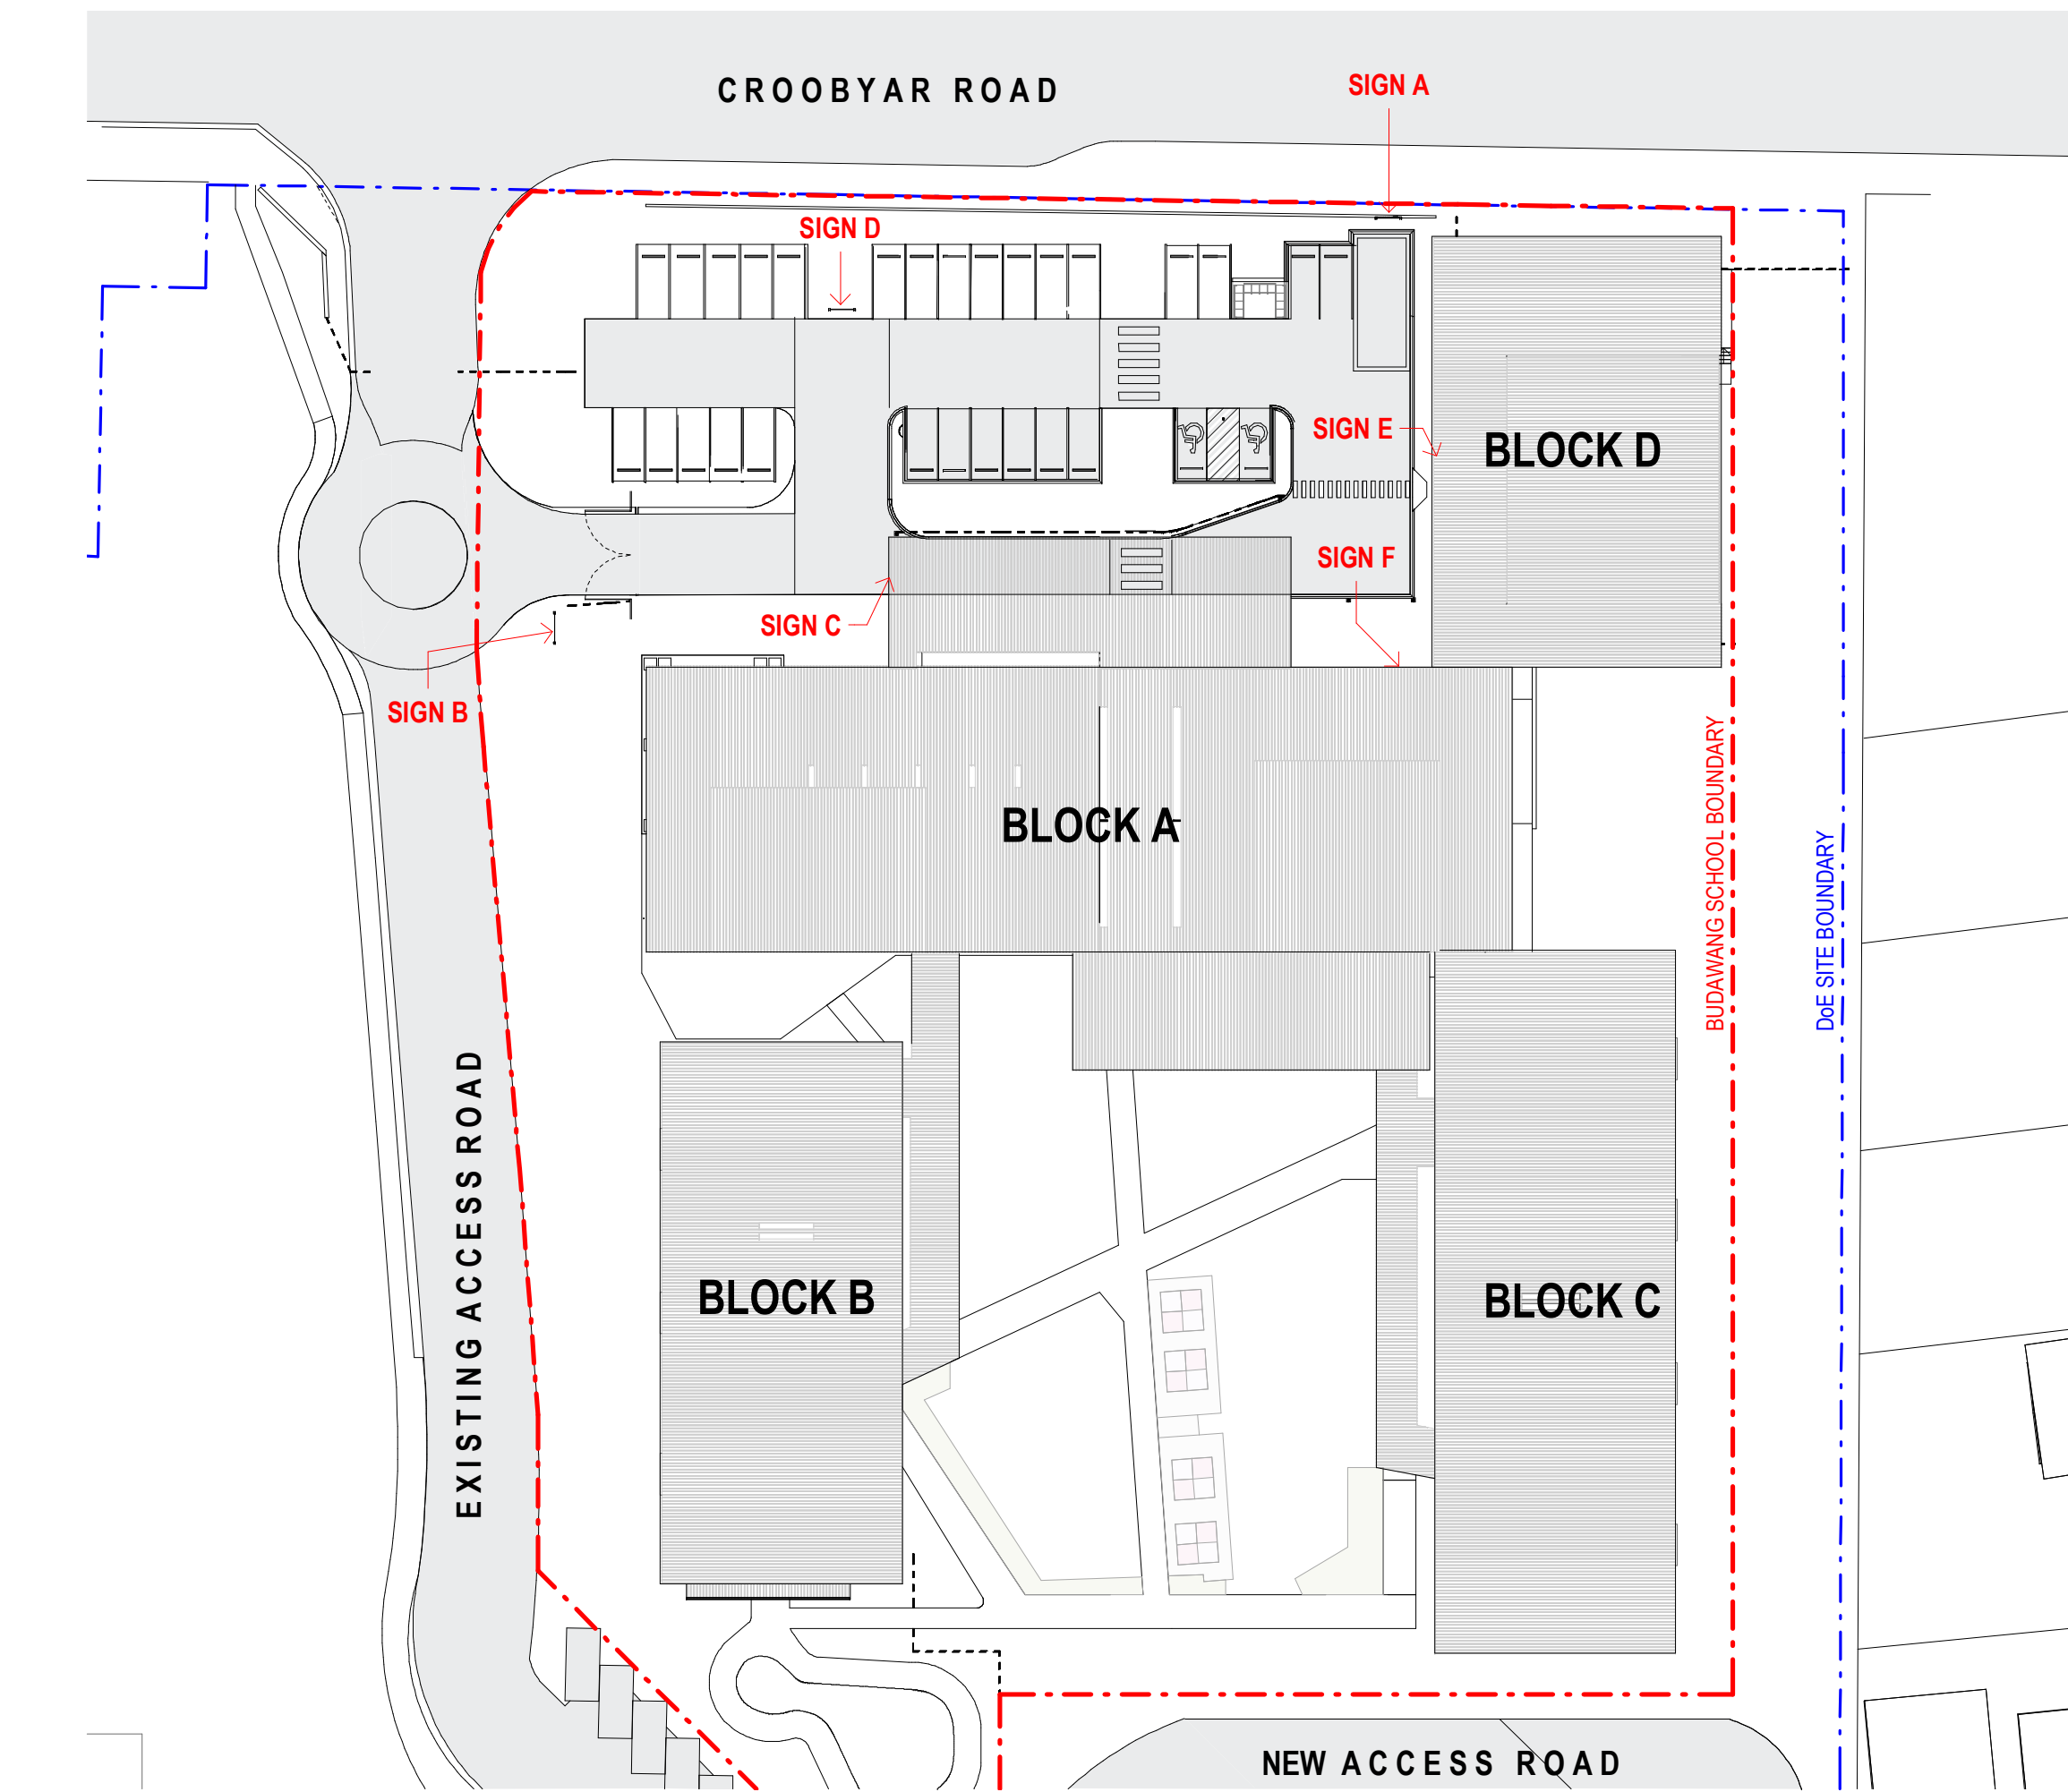 CROOBYAR ROAD
SIGN A
SIGN D
SIGN E
BLOCK D
SIGN F
SIGN C
SIGN B
BUDAWANG SCHOOL BOUNDARY
BLOCK A
DoE SITE BOUNDARY
EXISTING ACCESS ROAD
BLOCK B
BLOCK C
NEW ACCESS ROAD